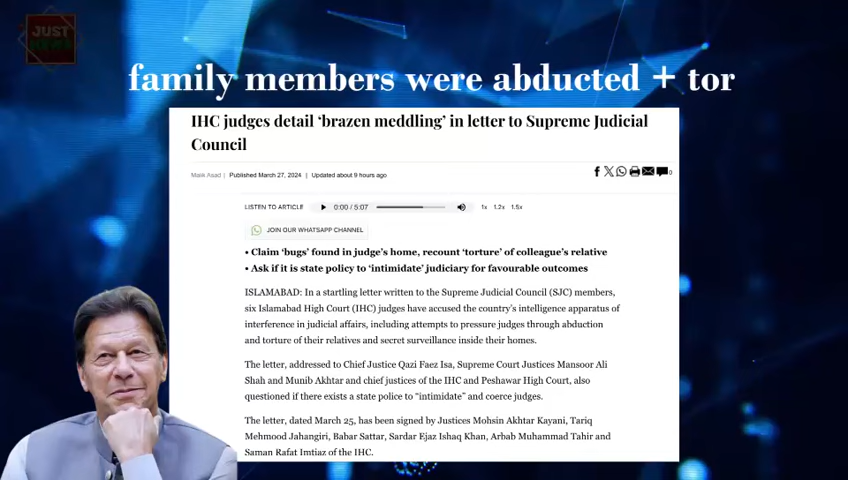 JUST
NEWS
family members were abducted + tor
IHC judges detail ‘brazen meddling’ in letter to Supreme Judicial
Council
Malik Asad | Published March 27, 2024 | Updated about 9 hours ago
0
LISTEN TO ARTICLE 0:00 / 5:07 1x 1.2x 1.5x
JOIN OUR WHATSAPP CHANNEL
• Claim ‘bugs’ found in judge’s home, recount ‘torture’ of colleague’s relative
• Ask if it is state policy to ‘intimidate’ judiciary for favourable outcomes
ISLAMABAD: In a startling letter written to the Supreme Judicial Council (SJC) members,
six Islamabad High Court (IHC) judges have accused the country’s intelligence apparatus of
interference in judicial affairs, including attempts to pressure judges through abduction
and torture of their relatives and secret surveillance inside their homes.
The letter, addressed to Chief Justice Qazi Faez Isa, Supreme Court Justices Mansoor Ali
Shah and Munib Akhtar and chief justices of the IHC and Peshawar High Court, also
questioned if there exists a state policy to “intimidate” and coerce judges.
The letter, dated March 25, has been signed by Justices Mohsin Akhtar Kayani, Tariq
Mehmood Jahangiri, Babar Sattar, Sardar Ejaz Ishaq Khan, Arbab Muhammad Tahir and
Saman Rafat Imtiaz of the IHC.